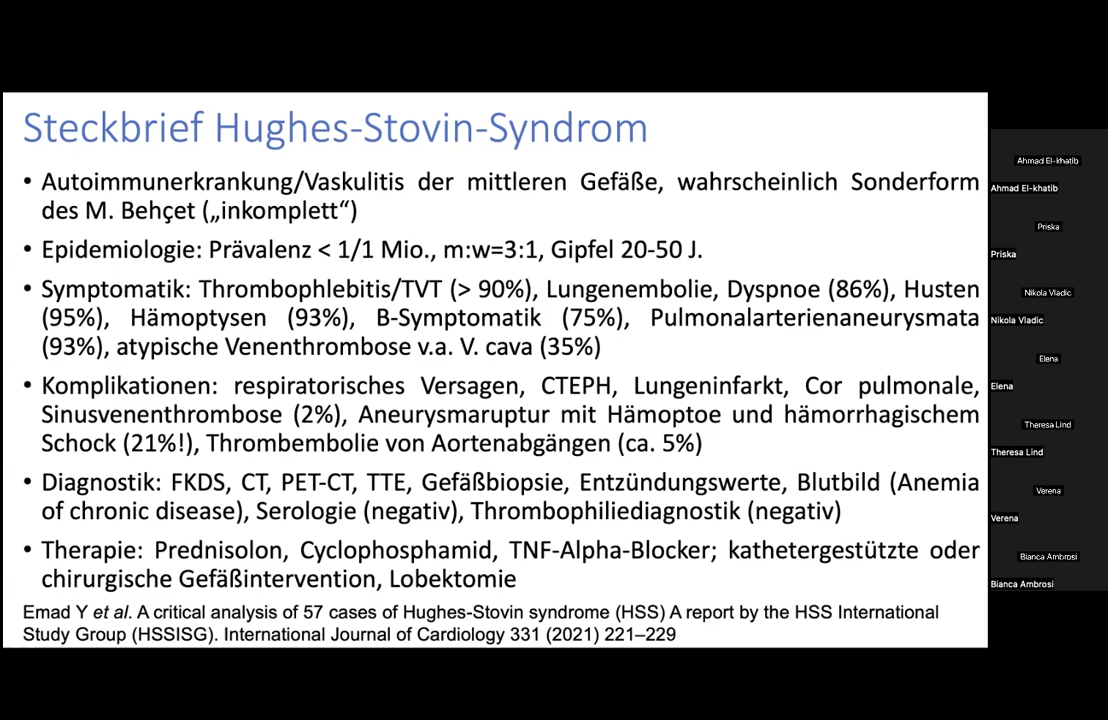 Steckbrief Hughes-Stovin-Syndrom
• Autoimmunerkrankung/Vaskulitis der mittleren Gefäße, wahrscheinlich Sonderform
des M. Behçet („inkomplett“)
• Epidemiologie: Prävalenz < 1/1 Mio., m:w=3:1, Gipfel 20-50 J.
• Symptomatik: Thrombophlebitis/TVT (> 90%), Lungenembolie, Dyspnoe (86%), Husten
(95%), Hämoptysen (93%), B-Symptomatik (75%), Pulmonalarterienaneurysmata
(93%), atypische Venenthrombose v.a. V. cava (35%)
• Komplikationen: respiratorisches Versagen, CTEPH, Lungeninfarkt, Cor pulmonale,
Sinusvenenthrombose (2%), Aneurysmaruptur mit Hämoptoe und hämorrhagischem
Schock (21%!), Thrombembolie von Aortenabgängen (ca. 5%)
• Diagnostik: FKDS, CT, PET-CT, TTE, Gefäßbiopsie, Entzündungswerte, Blutbild (Anemia
of chronic disease), Serologie (negativ), Thrombophiliediagnostik (negativ)
• Therapie: Prednisolon, Cyclophosphamid, TNF-Alpha-Blocker; kathetergestützte oder
chirurgische Gefäßintervention, Lobektomie
Emad Y et al. A critical analysis of 57 cases of Hughes-Stovin syndrome (HSS) A report by the HSS International
Study Group (HSSISG). International Journal of Cardiology 331 (2021) 221–229
Ahmad El-khatib
Ahmad El-khatib
Priska
Priska
Nikola Vladic
Nikola Vladic
Elena
Elena
Theresa Lind
Theresa Lind
Verena
Verena
Bianca Ambrosi
Bianca Ambrosi